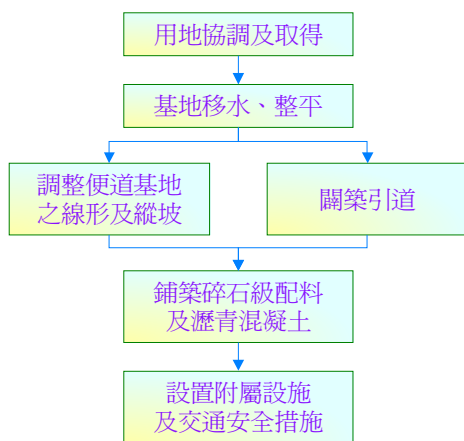 用地協調及取得
基地移水、整平
調整便道基地
之線形及縱坡
闢築引道
鋪築碎石級配料
及瀝青混凝土
設置附屬設施
及交通安全措施